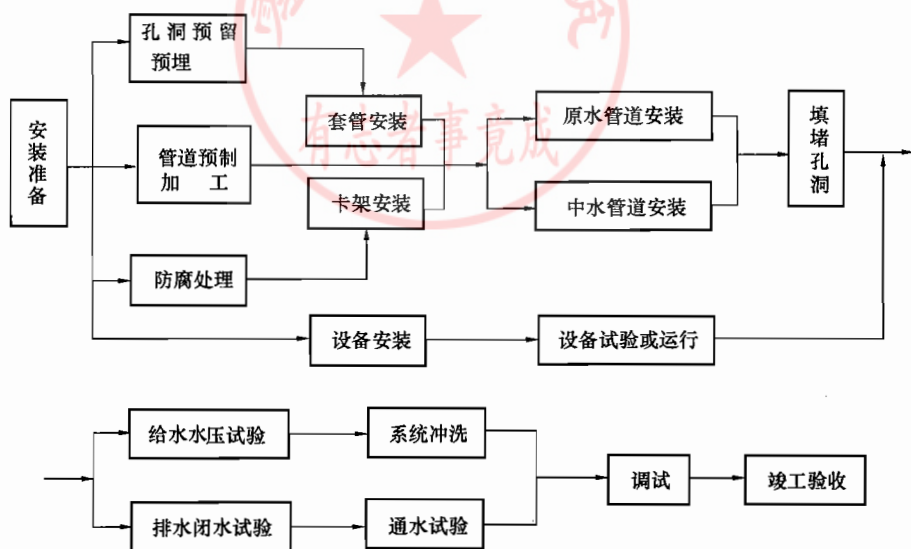 孔洞预留
预埋
安装准备
套管安装
原水管道安装
填堵孔洞
有志者事竟成
管道预制
加 工
卡架安装
中水管道安装
防腐处理
设备安装
设备试验或运行
给水水压试验
系统冲洗
调试
竣工验收
排水闭水试验
通水试验